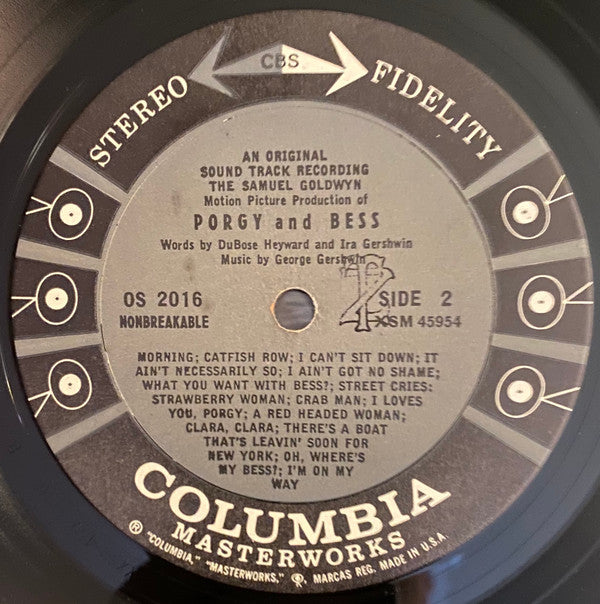 CBS
STEREO FIDELITY
AN ORIGINAL
SOUND TRACK RECORDING
THE SAMUEL GOLDWYN
Motion Picture Production of
PORGY and BESS
Words by DuBose Heyward and Ira Gershwin
Music by George Gershwin
OS 2016
NONBREAKABLE
SIDE 2
XSM 45954
MORNING; CATFISH ROW; I CAN'T SIT DOWN; IT
AIN'T NECESSARILY SO; I AIN'T GOT NO SHAME;
WHAT YOU WANT WITH BESS?; STREET CRIES:
STRAWBERRY WOMAN; CRAB MAN; I LOVES
YOU, PORGY; A RED HEADED WOMAN;
CLARA, CLARA; THERE'S A BOAT
THAT'S LEAVIN' SOON FOR
NEW YORK; OH, WHERE'S
MY BESS?; I'M ON MY
WAY
COLUMBIA
MASTERWORKS
® "COLUMBIA," "MASTERWORKS," MARCAS REG. MADE IN U.S.A.